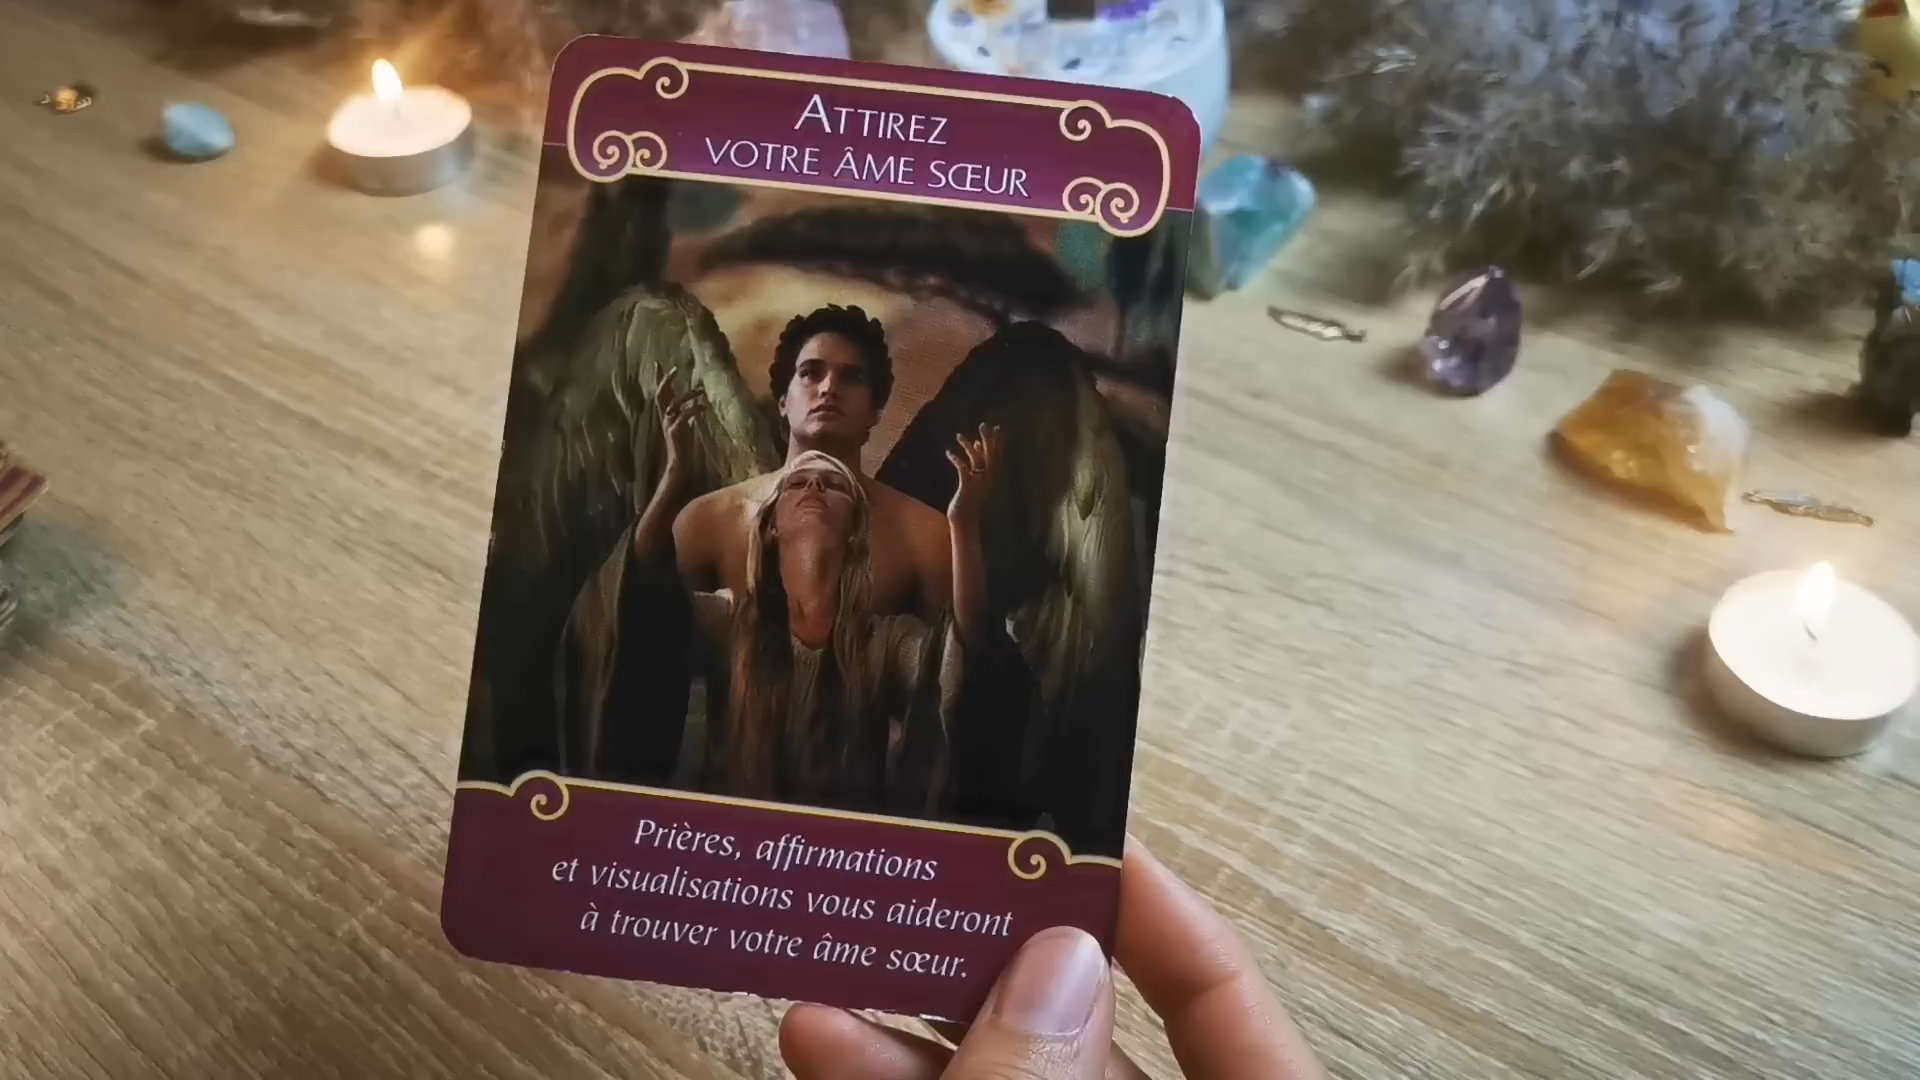 ATTIREZ
VOTRE ÂME SŒUR
Prières, affirmations
et visualisations vous aideront
à trouver votre âme sœur.